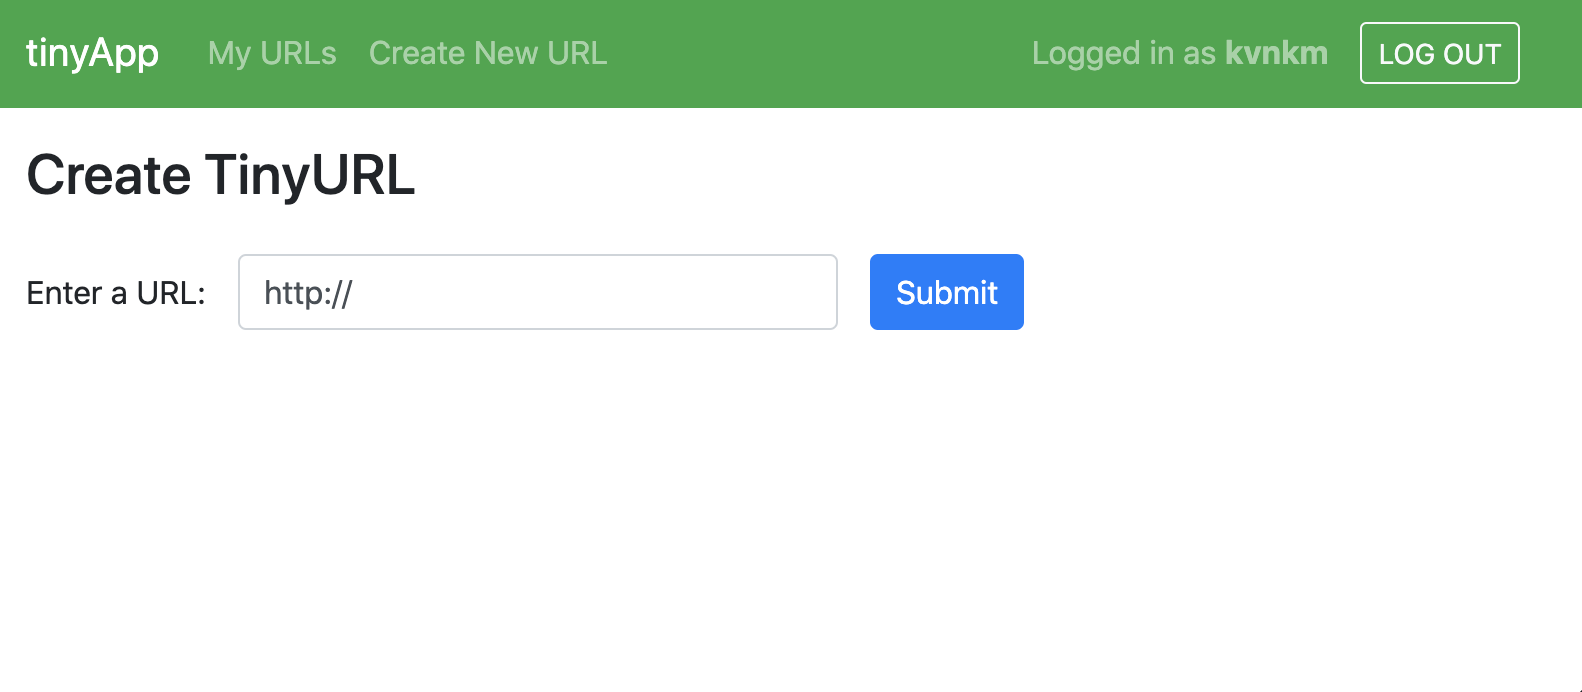 tinyApp My URLs Create New URL Logged in as kvnkm LOG OUT
Create TinyURL
Enter a URL: http:// Submit